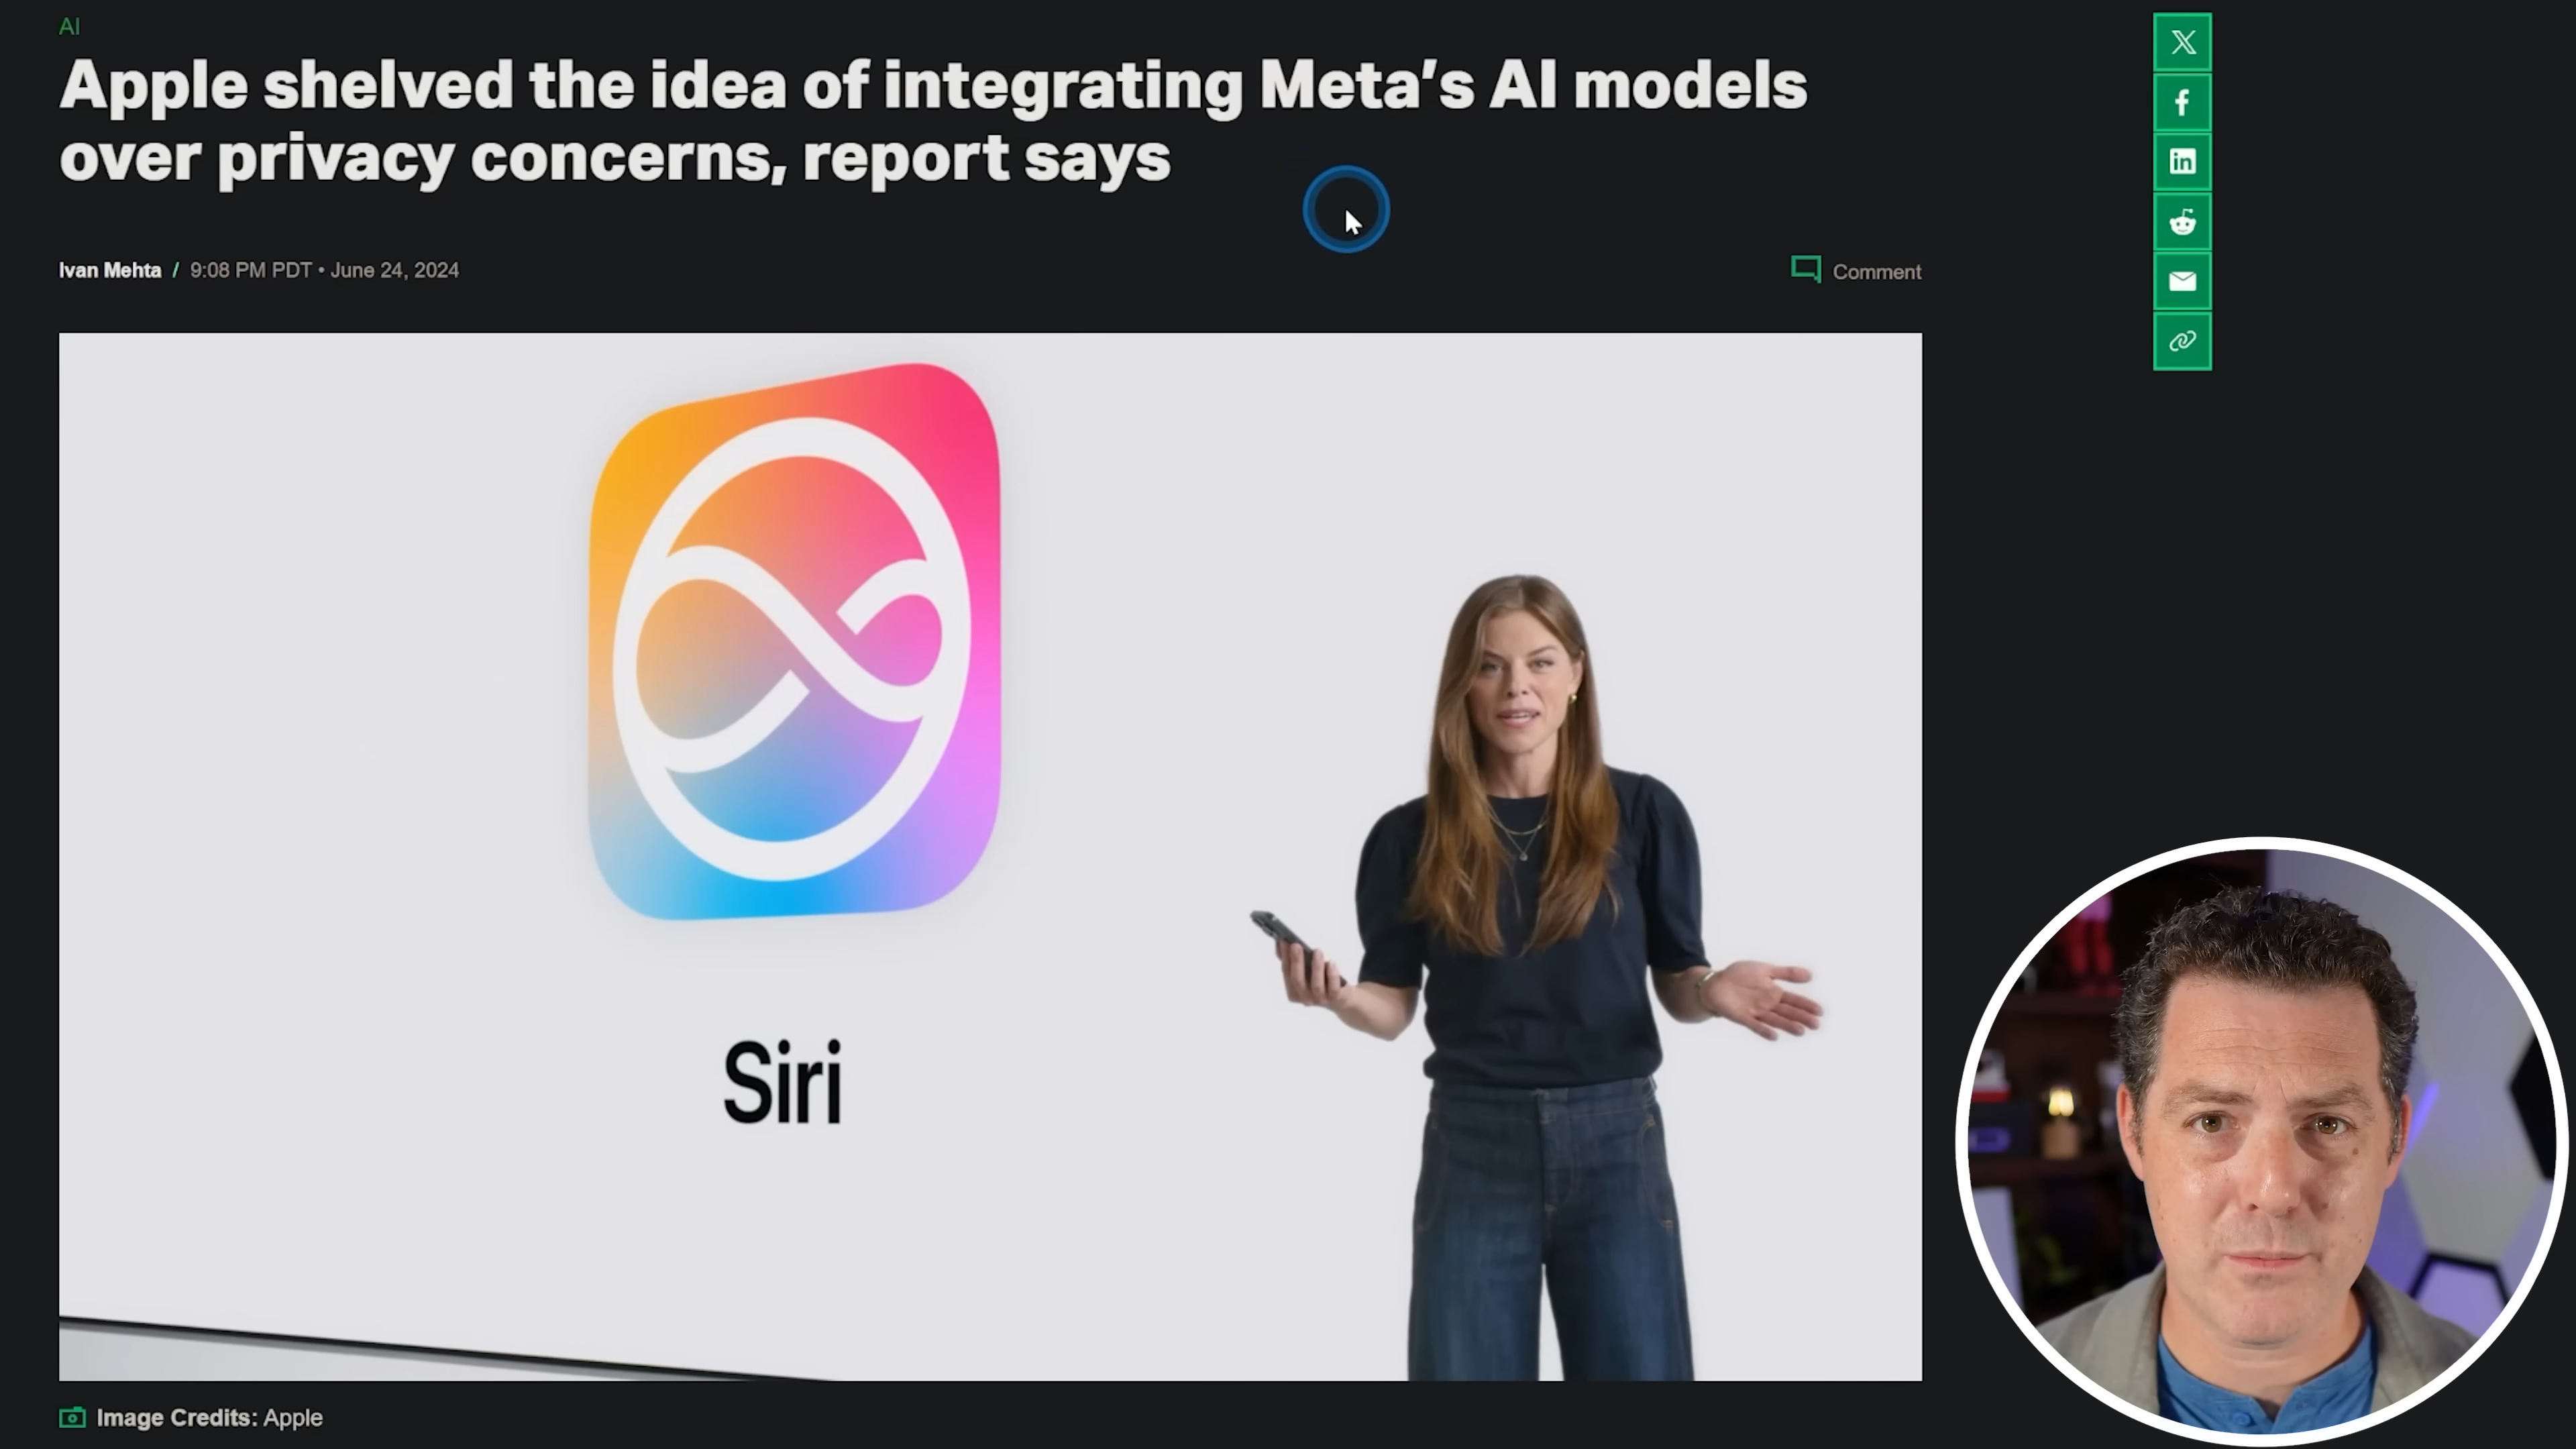 AI
Apple shelved the idea of integrating Meta's AI models
over privacy concerns, report says
Ivan Mehta / 9:08 PM PDT • June 24, 2024
Comment
Siri
Image Credits: Apple